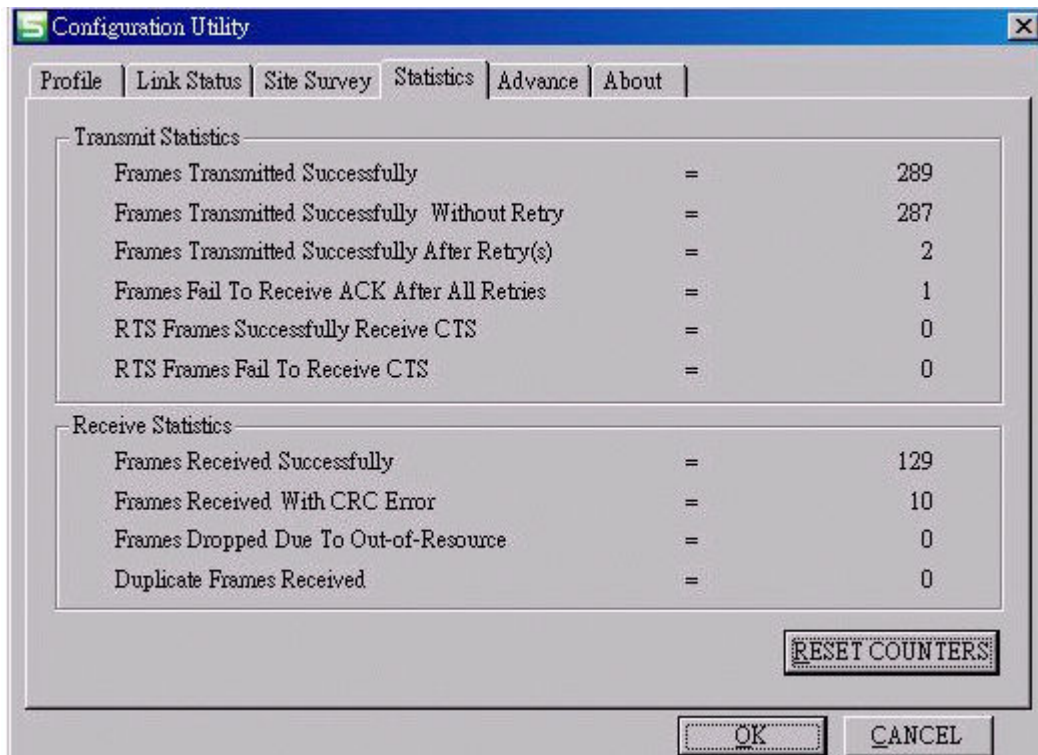 Configuration Utility
Profile Link Status Site Survey Statistics Advance About
Transmit Statistics
Frames Transmitted Successfully = 289
Frames Transmitted Successfully Without Retry = 287
Frames Transmitted Successfully After Retry(s) = 2
Frames Fail To Receive ACK After All Retries = 1
RTS Frames Successfully Receive CTS = 0
RTS Frames Fail To Receive CTS = 0
Receive Statistics
Frames Received Successfully = 129
Frames Received With CRC Error = 10
Frames Dropped Due To Out-of-Resource = 0
Duplicate Frames Received = 0
RESET COUNTERS
OK CANCEL